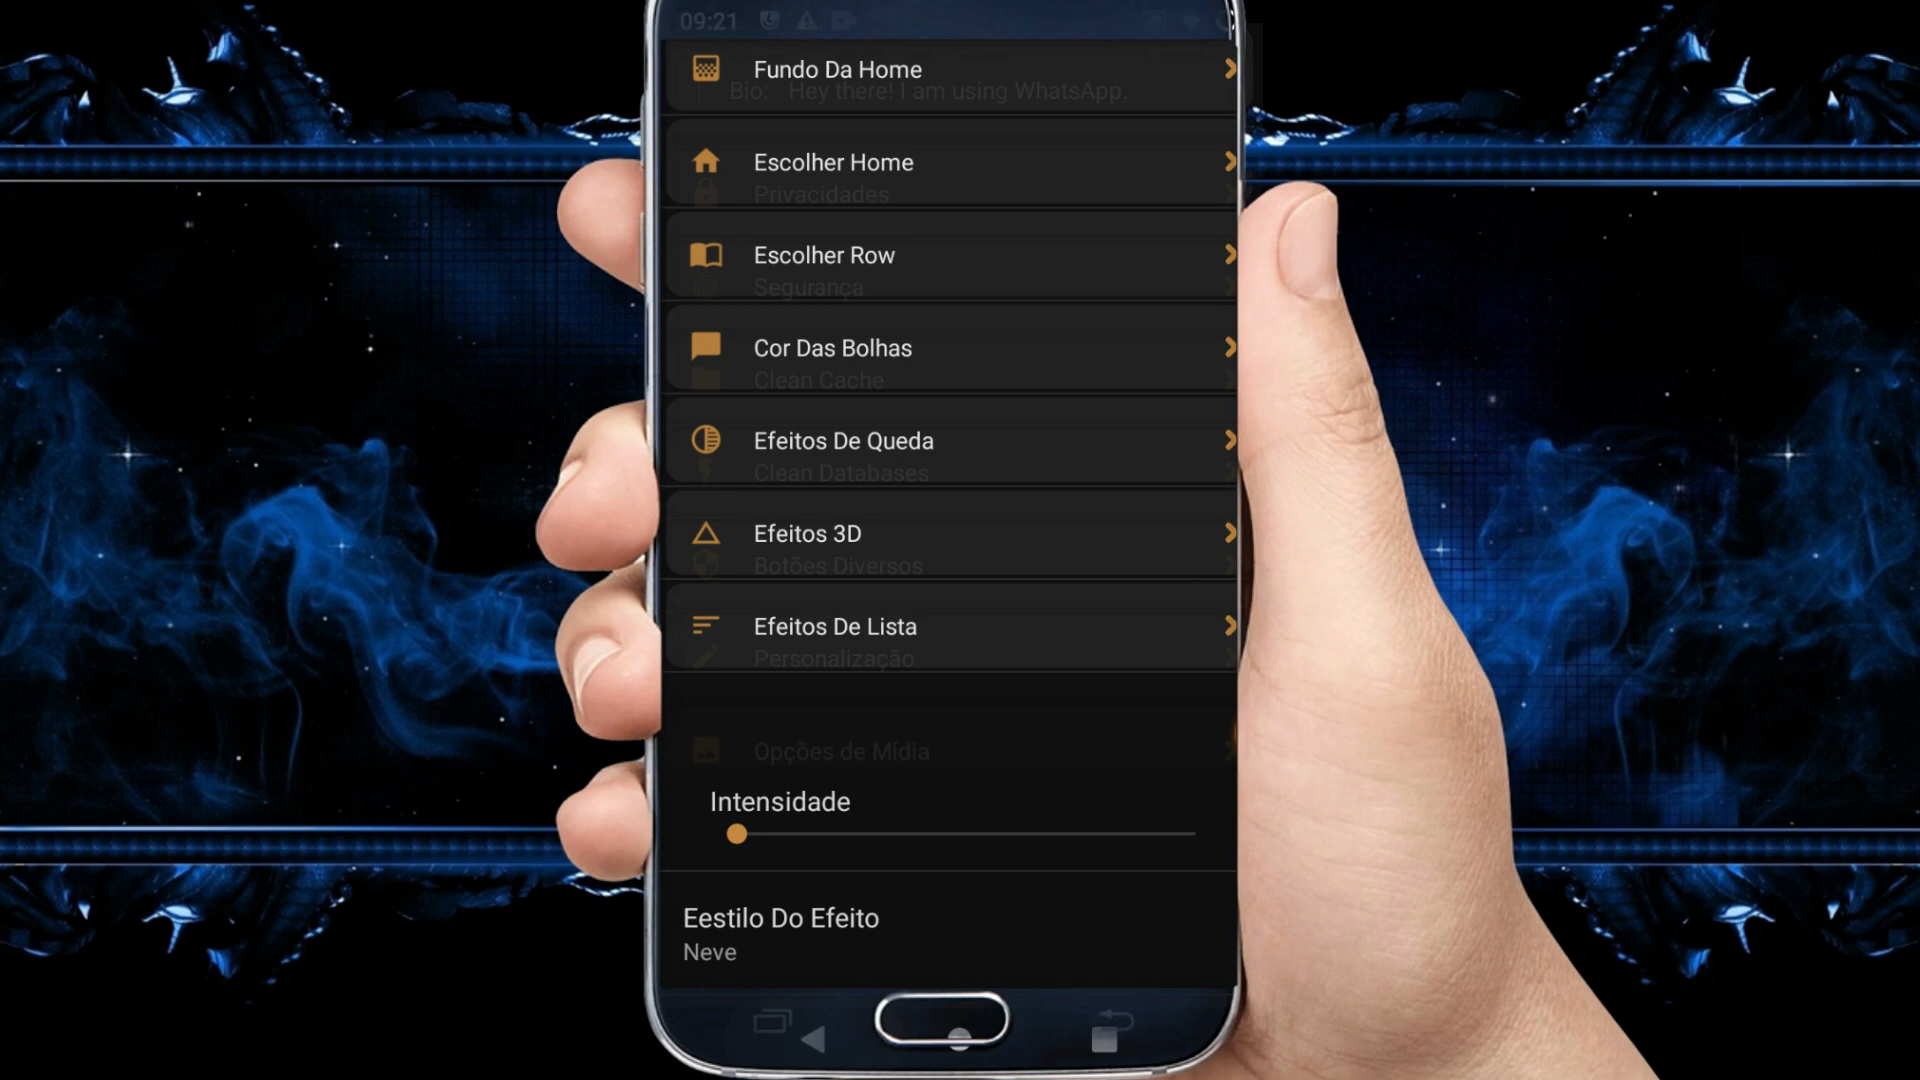 09:21
Fundo Da Home
Bio: Hey there! I am using WhatsApp.
Escolher Home
Privacidades
Escolher Row
Segurança
Cor Das Bolhas
Clean Cache
Efeitos De Queda
Clean Databases
Efeitos 3D
Botões Diversos
Efeitos De Lista
Personalização
Opções de Mídia
Intensidade
Eestilo Do Efeito
Neve